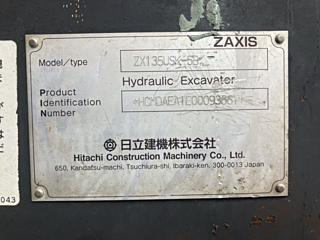 ZAXIS
Model/type ZX135USK-5B
Hydraulic Excavator
Product
Identification
Number
日立建機株式会社
Hitachi Construction Machinery Co., Ltd.
650, Kandatsu-machi, Tsuchiura-shi, Ibaraki-ken, 300-0013 Japan
043